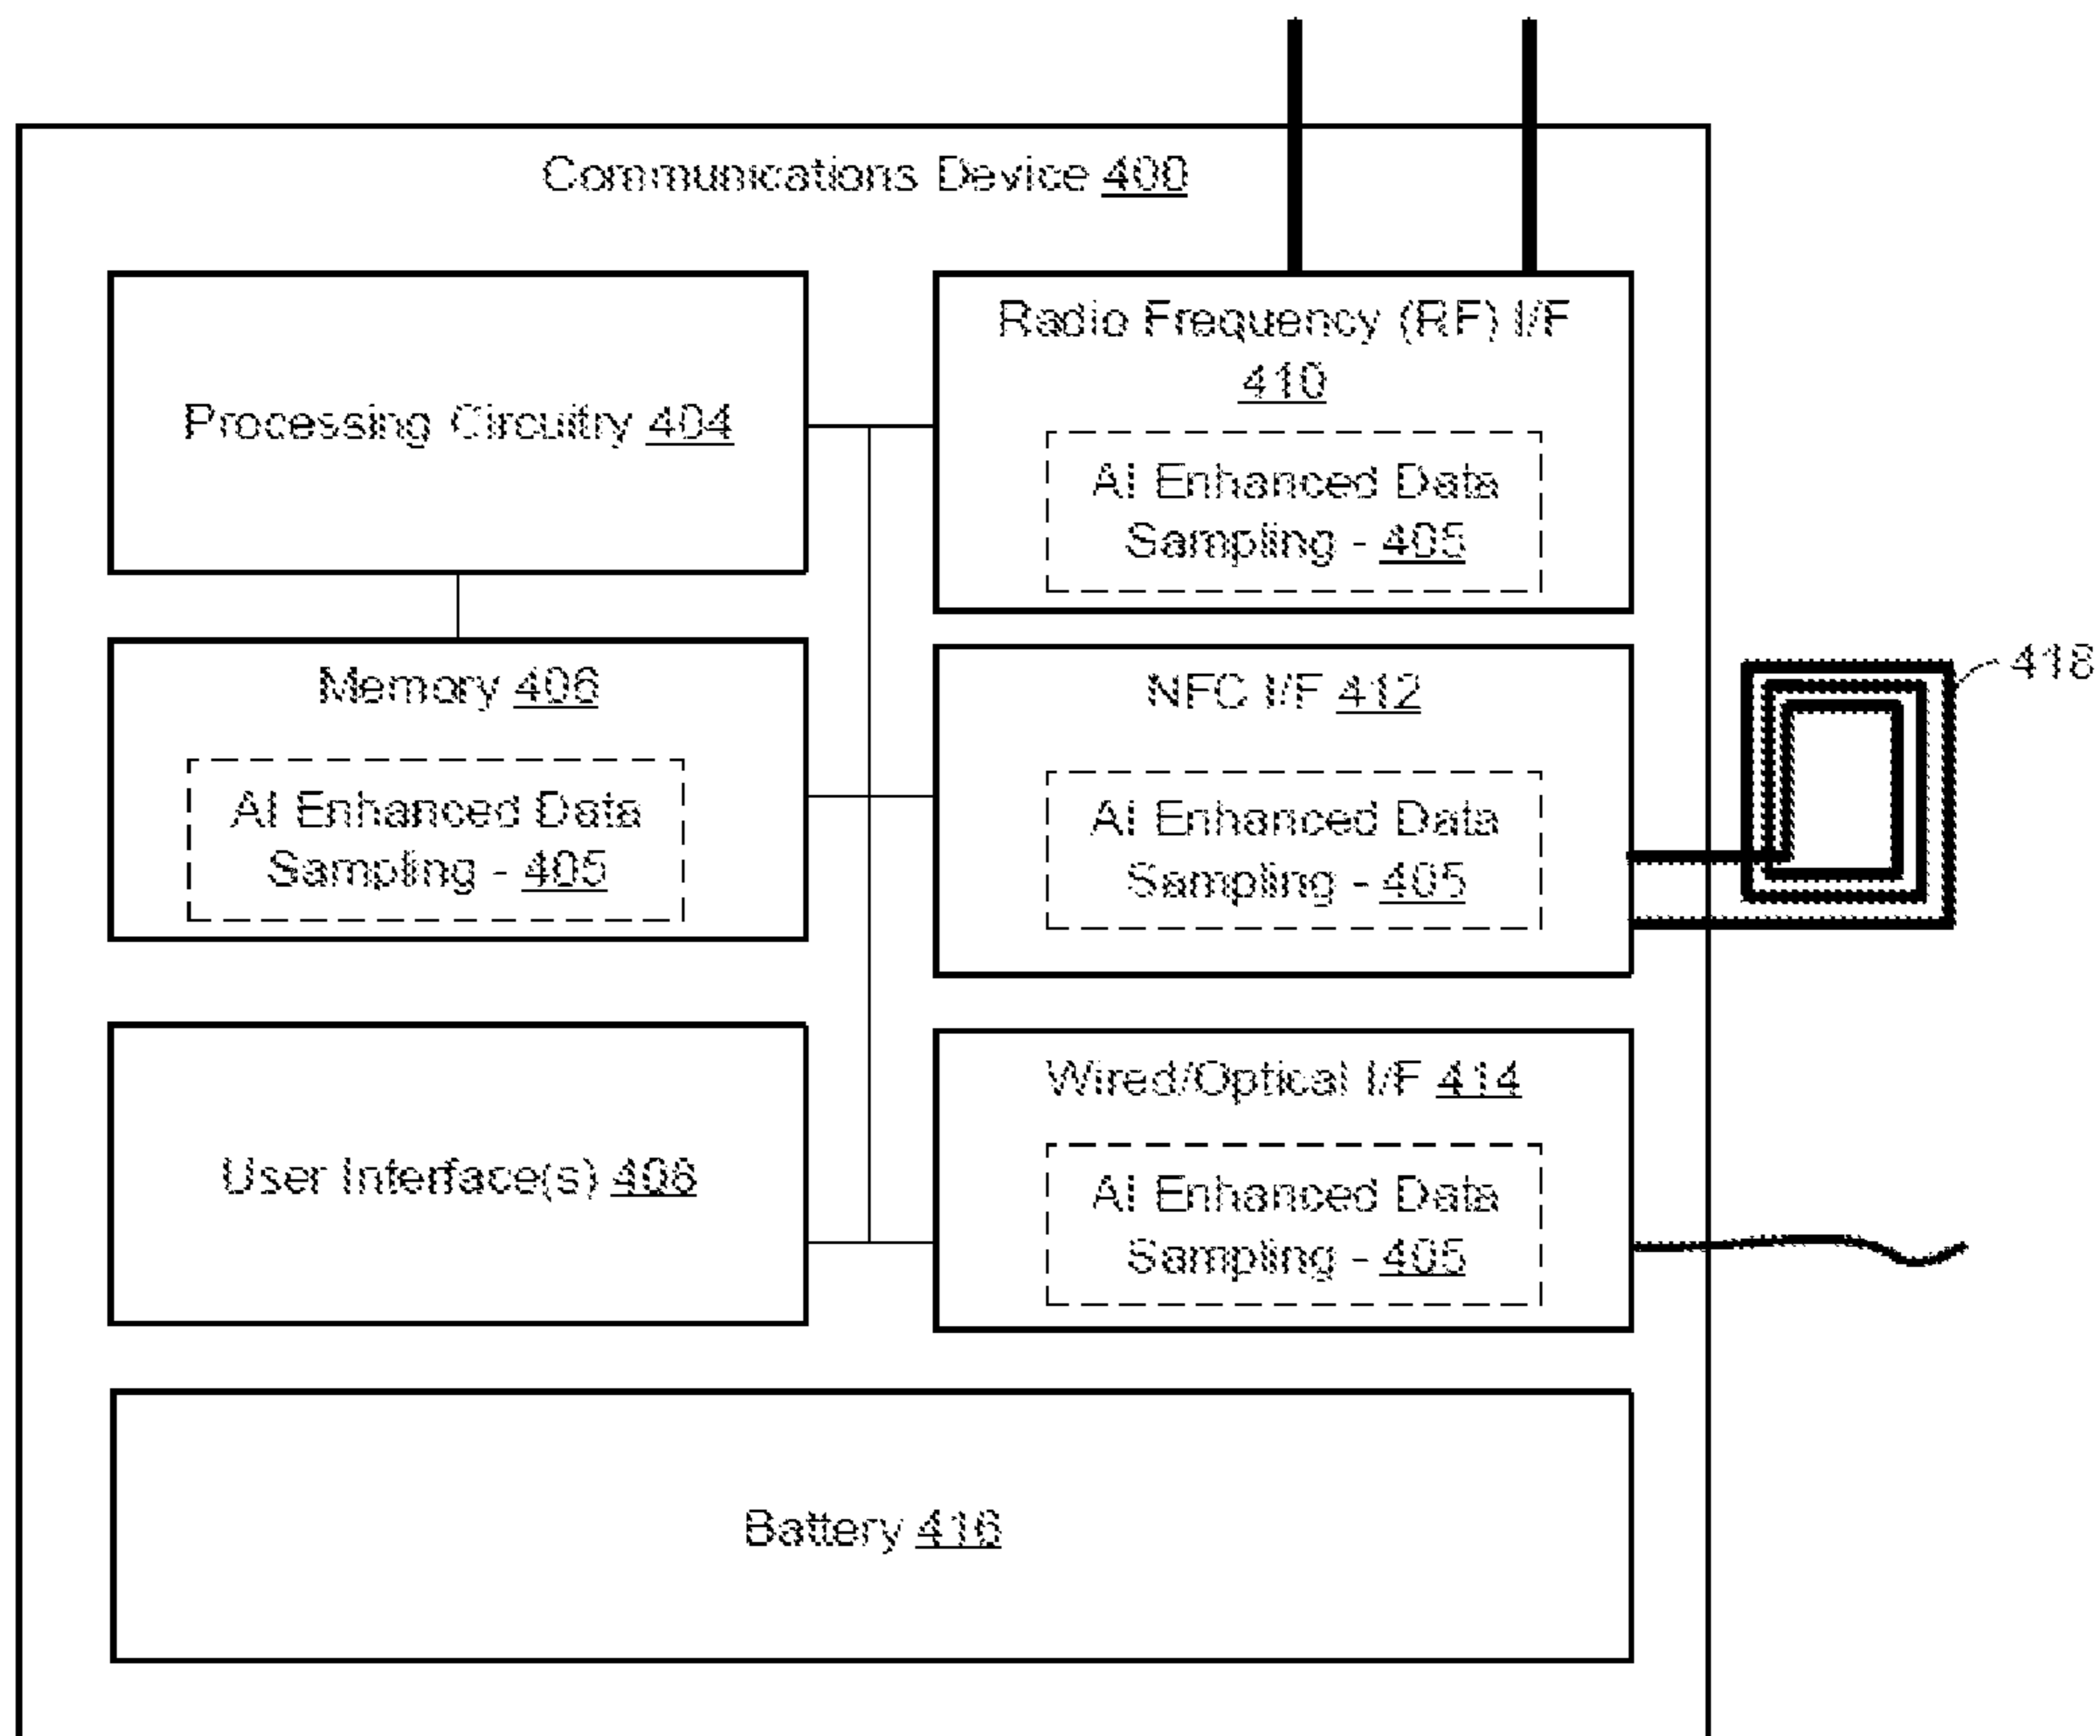 Communications Device 400
Processing Circuitry 404
Radio Frequency (RF) I/F
410
AI Enhanced Data
Sampling - 405
Memory 406
AI Enhanced Data
Sampling - 405
NFC I/F 412
AI Enhanced Data
Sampling - 405
418
User Interface(s) 408
Wired/Optical I/F 414
AI Enhanced Data
Sampling - 405
Battery 416